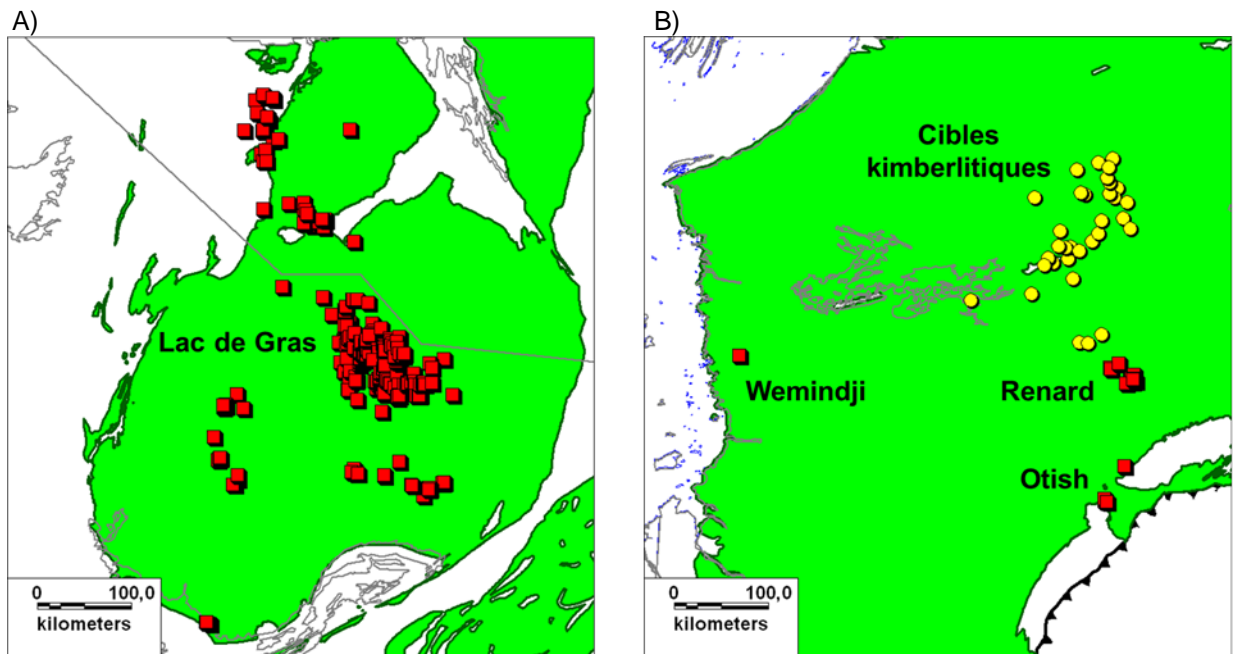 A)
Lac de Gras
0 100,0
kilometers
B)
Cibles
kimberlitiques
Wemindji
Renard
Otish
0 100,0
kilometers